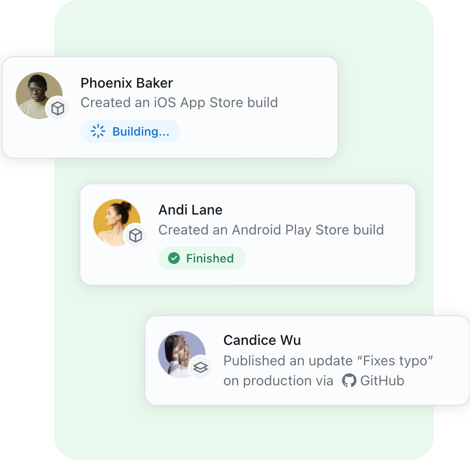 Phoenix Baker
Created an iOS App Store build
Building...
Andi Lane
Created an Android Play Store build
Finished
Candice Wu
Published an update “Fixes typo”
on production via GitHub